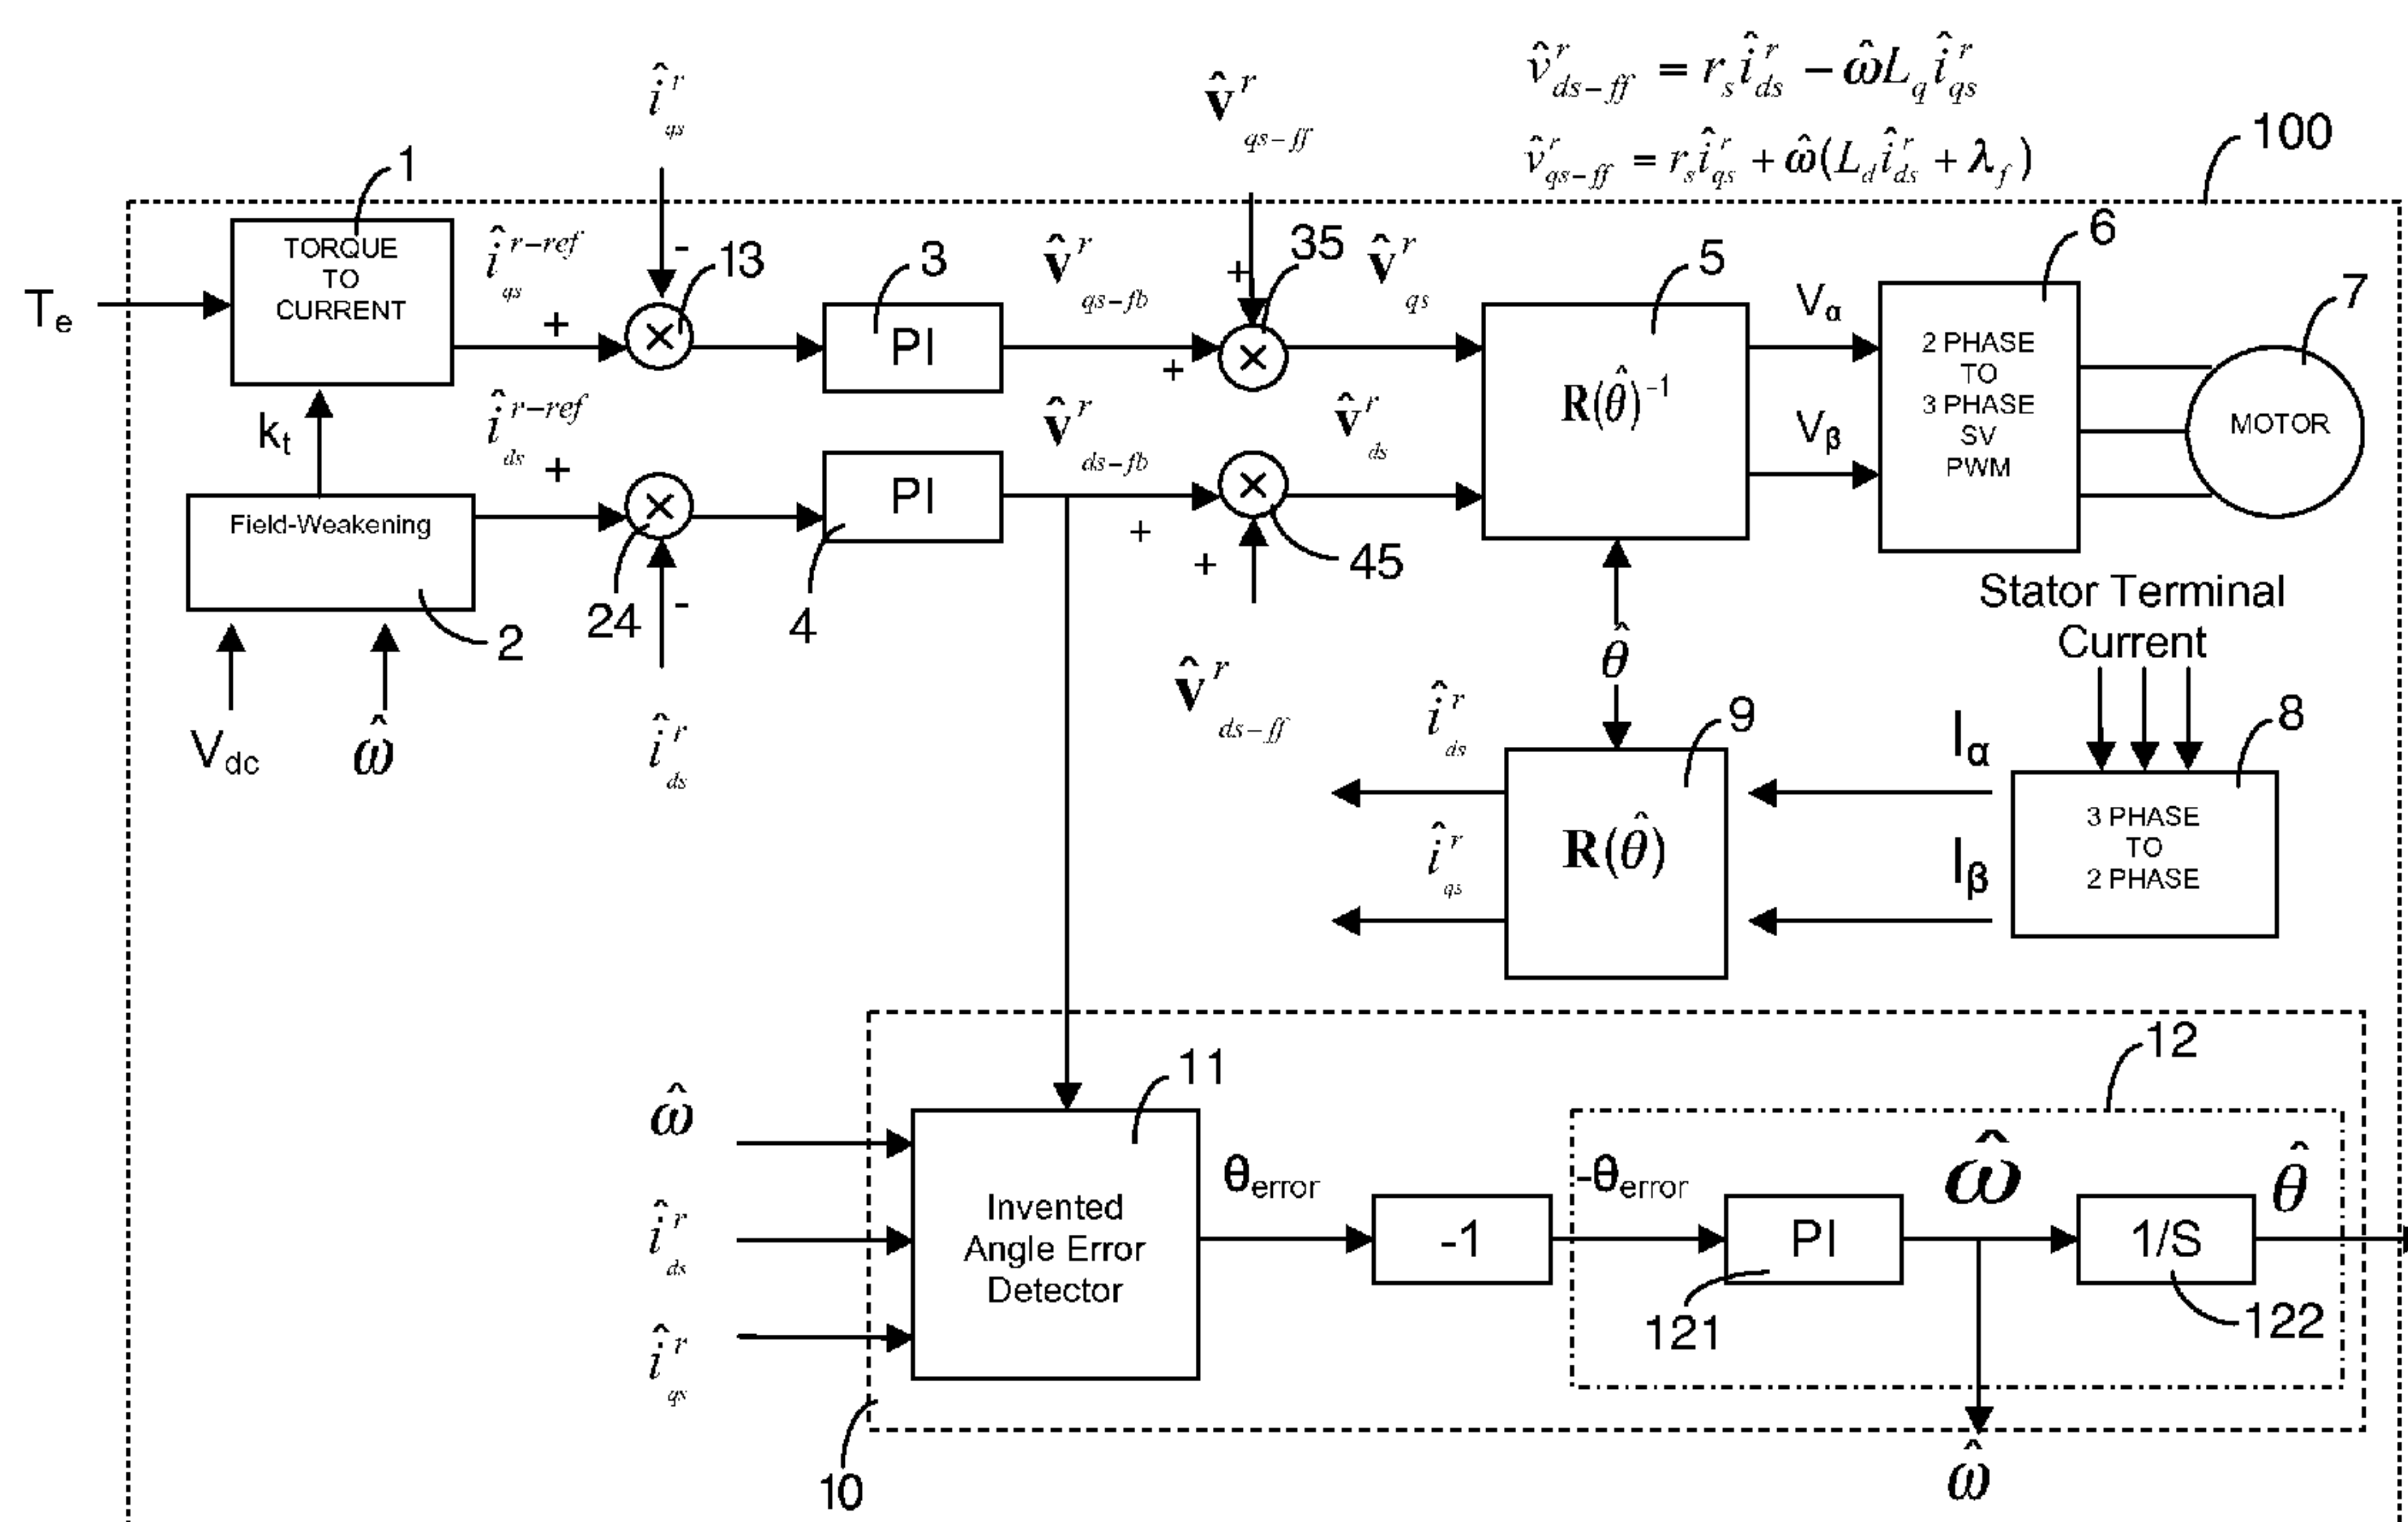 v̂ʳds-ff = rs îʳds − ω̂Lq îʳqs
v̂ʳqs-ff = rs îʳqs + ω̂(Ld îʳds + λf)
100
îʳqs
v̂ʳqs-ff
1
TORQUE
TO
CURRENT
Te
îʳ⁻ʳᵉᶠqs
+
-
13
3
PI
v̂ʳqs-fb
+
+
35
v̂ʳqs
5
R(θ̂)⁻¹
Vα
Vβ
6
2 PHASE
TO
3 PHASE
SV
PWM
7
MOTOR
kt
îʳ⁻ʳᵉᶠds
+
Field-Weakening
2
Vdc
ω̂
24
-
îʳds
PI
4
v̂ʳds-fb
+
+
45
v̂ʳds
v̂ʳds-ff
θ̂
Stator Terminal
Current
8
3 PHASE
TO
2 PHASE
Iα
Iβ
9
R(θ̂)
îʳds
îʳqs
12
11
ω̂
îʳds
îʳqs
Invented
Angle Error
Detector
θerror
-1
-θerror
PI
121
ω̂
1/S
122
θ̂
10
ω̂